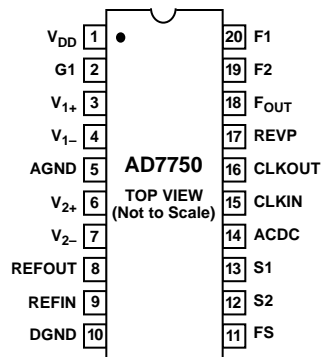 V_DD 1
G1 2
V_1+ 3
V_1– 4
AGND 5
V_2+ 6
V_2– 7
REFOUT 8
REFIN 9
DGND 10
AD7750
TOP VIEW
(Not to Scale)
20 F1
19 F2
18 F_OUT
17 REVP
16 CLKOUT
15 CLKIN
14 ACDC
13 S1
12 S2
11 FS